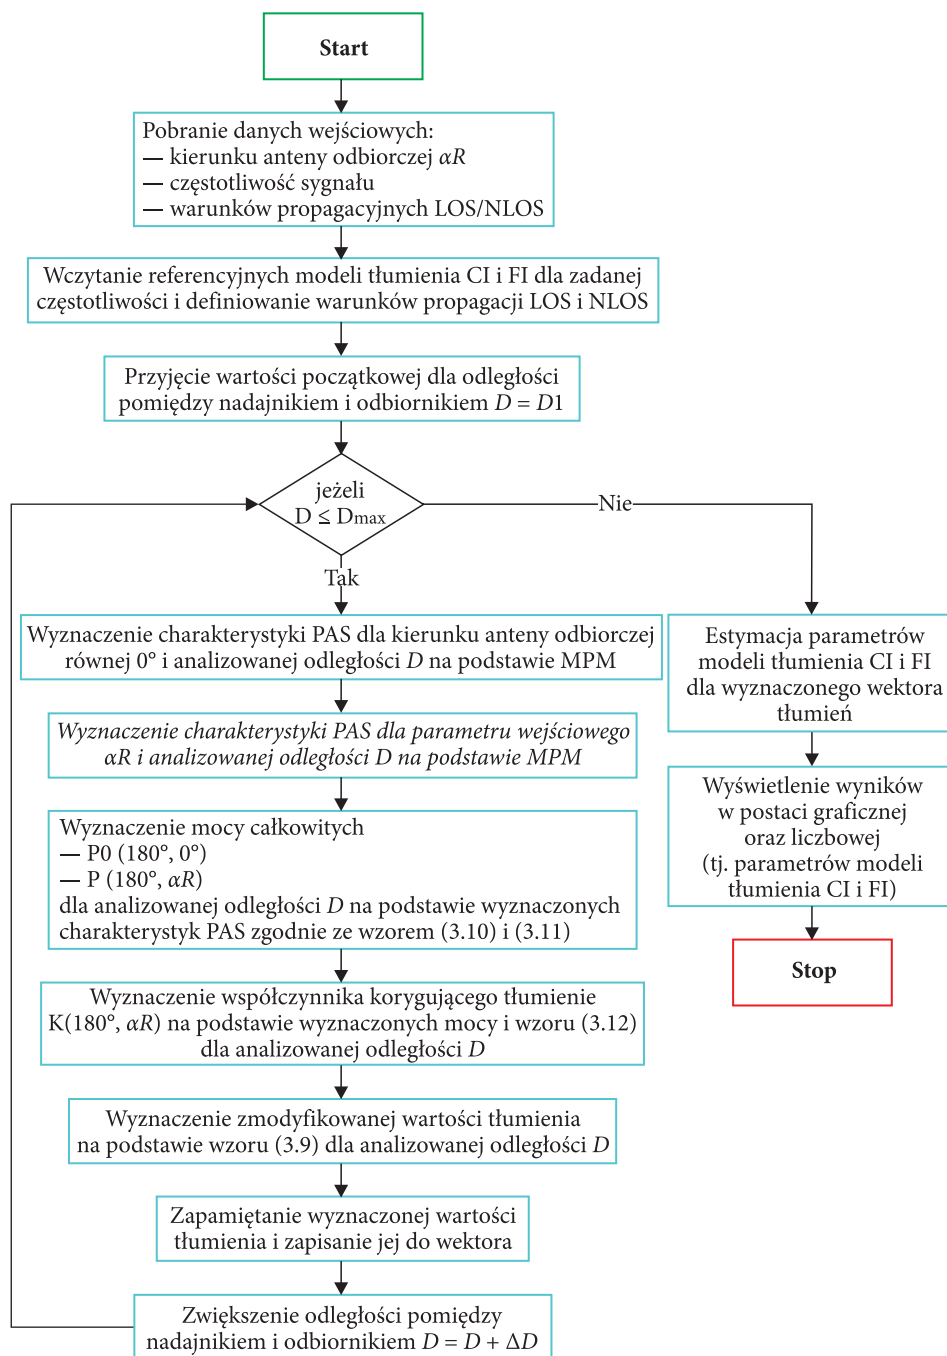 Start
Pobranie danych wejściowych:
— kierunku anteny odbiorczej αR
— częstotliwość sygnału
— warunków propagacyjnych LOS/NLOS
Wczytanie referencyjnych modeli tłumienia CI i FI dla zadanej
częstotliwości i definiowanie warunków propagacji LOS i NLOS
Przyjęcie wartości początkowej dla odległości
pomiędzy nadajnikiem i odbiornikiem D = D1
jeżeli
D ≤ Dmax
Nie
Tak
Wyznaczenie charakterystyki PAS dla kierunku anteny odbiorczej
równej 0° i analizowanej odległości D na podstawie MPM
Wyznaczenie charakterystyki PAS dla parametru wejściowego
αR i analizowanej odległości D na podstawie MPM
Wyznaczenie mocy całkowitych
— P0 (180°, 0°)
— P (180°, αR)
dla analizowanej odległości D na podstawie wyznaczonych
charakterystyk PAS zgodnie ze wzorem (3.10) i (3.11)
Wyznaczenie współczynnika korygującego tłumienie
K(180°, αR) na podstawie wyznaczonych mocy i wzoru (3.12)
dla analizowanej odległości D
Wyznaczenie zmodyfikowanej wartości tłumienia
na podstawie wzoru (3.9) dla analizowanej odległości D
Zapamiętanie wyznaczonej wartości
tłumienia i zapisanie jej do wektora
Zwiększenie odległości pomiędzy
nadajnikiem i odbiornikiem D = D + ΔD
Estymacja parametrów
modeli tłumienia CI i FI
dla wyznaczonego wektora
tłumień
Wyświetlenie wyników
w postaci graficznej
oraz liczbowej
(tj. parametrów modeli
tłumienia CI i FI)
Stop